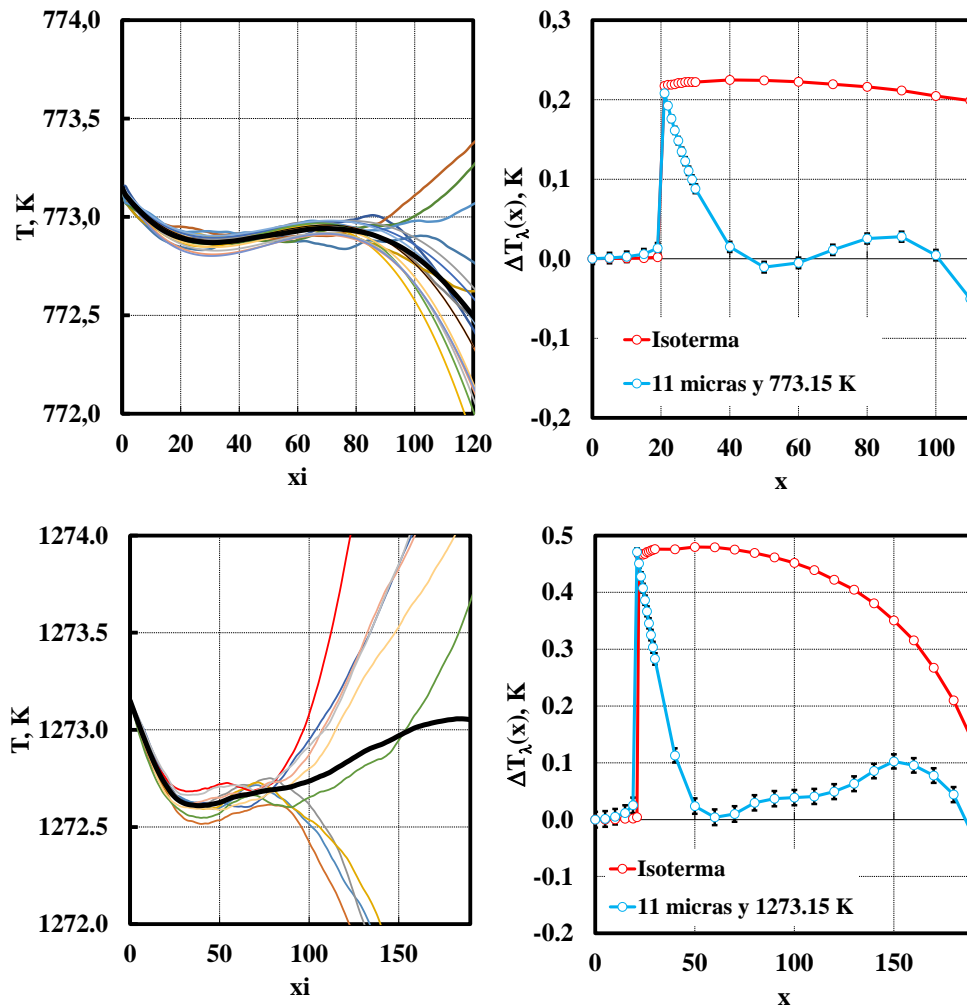 774,0
773,5
773,0
772,5
772,0
T, K
0 20 40 60 80 100 120
xi
0,3
0,2
0,1
0,0
-0,1
-0,2
ΔTλ(x), K
Isoterma
11 micras y 773.15 K
0 20 40 60 80 100
x
1274.0
1273.5
1273.0
1272.5
1272.0
T, K
0 50 100 150
xi
0.5
0.4
0.3
0.2
0.1
0.0
-0.1
-0.2
ΔTλ(x), K
Isoterma
11 micras y 1273.15 K
0 50 100 150
x